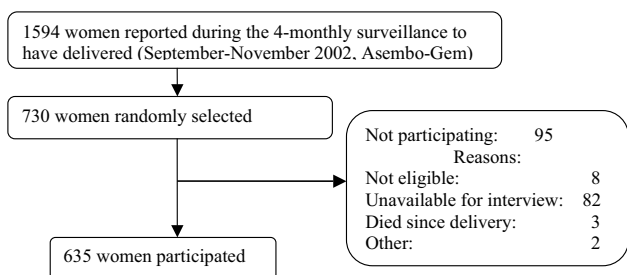 1594 women reported during the 4-monthly surveillance to
have delivered (September-November 2002, Asembo-Gem)
730 women randomly selected
Not participating: 95
Reasons:
Not eligible: 8
Unavailable for interview: 82
Died since delivery: 3
Other: 2
635 women participated